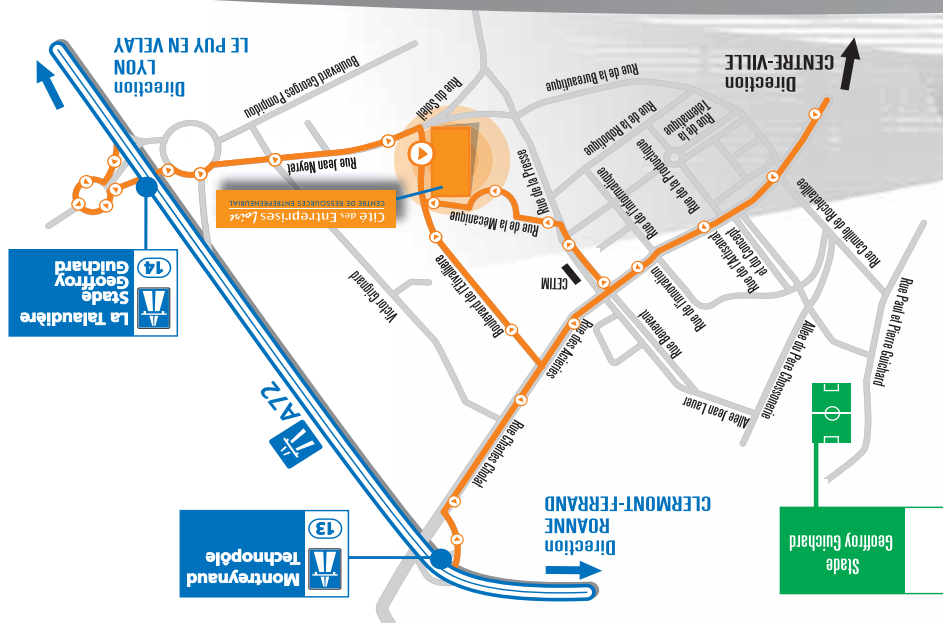 Stade
Geoffroy Guichard
Direction
ROANNE
CLERMONT-FERRAND
Montreynaud
Technopôle
13
Rue Charles Cholat
Allée Jean Lauer
A72
Rue Paul et Pierre Guichard
Allée du Père Chossonnerie
Rue Benevent
Rue des Aciéries
La Talaudière
Stade
Geoffroy
Guichard
14
Victor Grignard
Boulevard de l'Etivallière
CETIM
Rue de l'Innovation
Rue de l'Artisanat
et du Concept
Rue Camille de Rochetaillée
Rue de la Mécanique
Cité des Entreprises Loire
CENTRE DE RESSOURCES ENTREPRENEURIAL
Rue de l'Informatique
Rue de la Productique
Rue de la Presse
Rue Jean Neyret
Rue de la Robotique
Rue de la
Télématique
Rue du Soleil
Boulevard Georges Pompidou
Rue de la Bureautique
Direction
CENTRE-VILLE
Direction
LYON
LE PUY EN VELAY